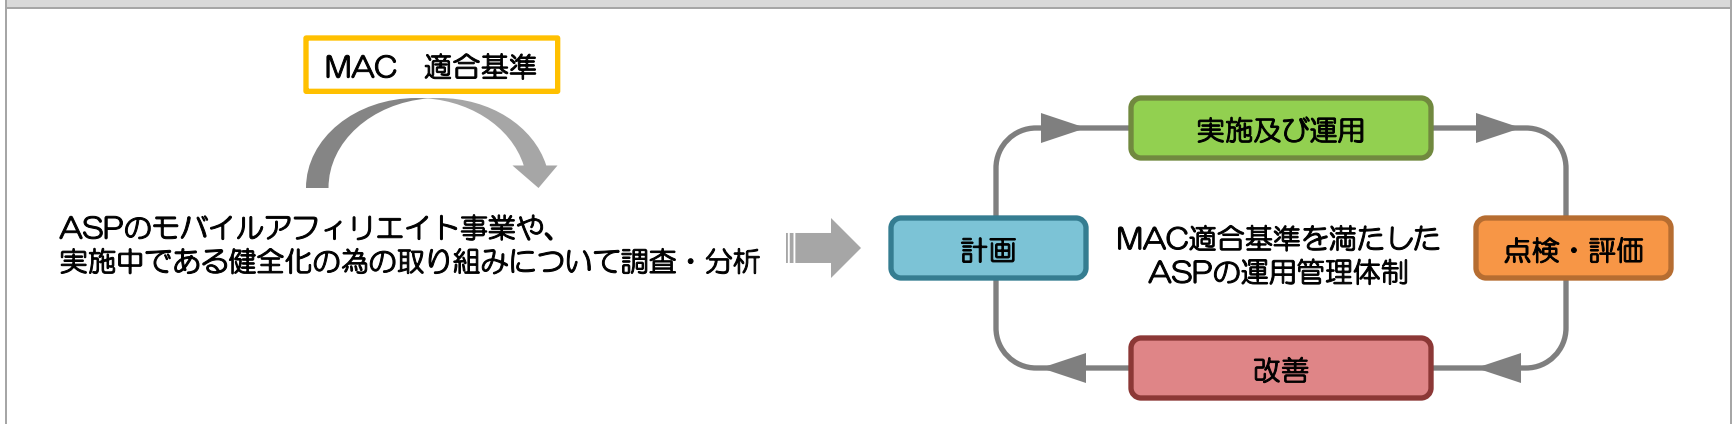 MAC　適合基準
ASPのモバイルアフィリエイト事業や、
実施中である健全化の為の取り組みについて調査・分析
実施及び運用
計画
MAC適合基準を満たした
ASPの運用管理体制
点検・評価
改善